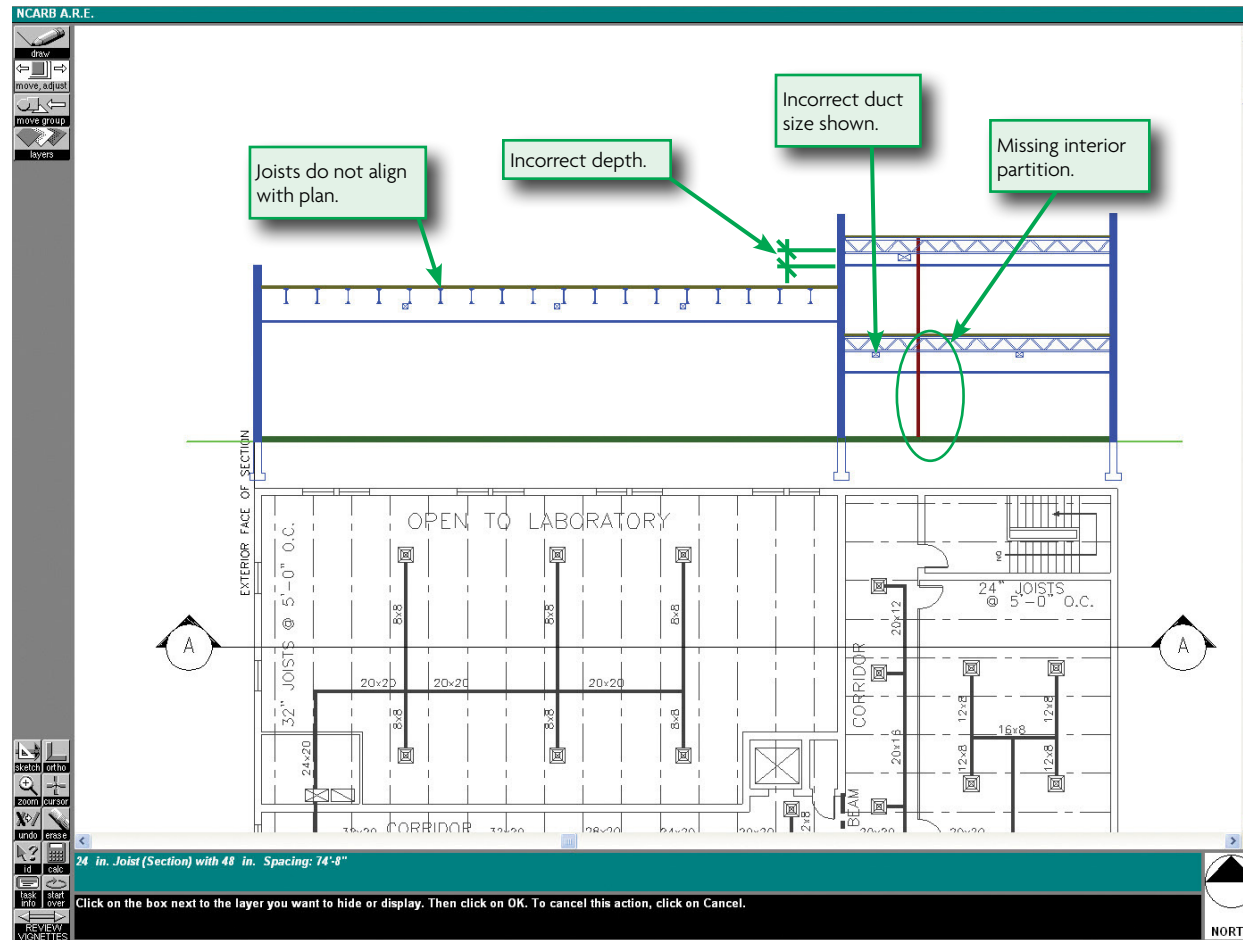 NCARB A.R.E.
draw
move, adjust
move group
layers
Incorrect duct
size shown.
Missing interior
partition.
Incorrect depth.
Joists do not align
with plan.
EXTERIOR FACE OF SECTION
OPEN TO LABORATORY
32" JOISTS @ 5'-0" O.C.
24" JOISTS
@ 5'-0" O.C.
8x8
8x8
8x8
20x12
A
A
CORRIDOR
20x20
20x20
20x20
8x8
8x8
8x8
12x8
12x8
16x8
24x20
20x16
12x8
12x8
BEAM
12x8
CORRIDOR
sketch
ortho
zoom
cursor
undo
erase
id
calc
task info
start over
REVIEW
VIGNETTES
24 in. Joist (Section) with 48 in. Spacing: 74'-8"
Click on the box next to the layer you want to hide or display. Then click on OK. To cancel this action, click on Cancel.